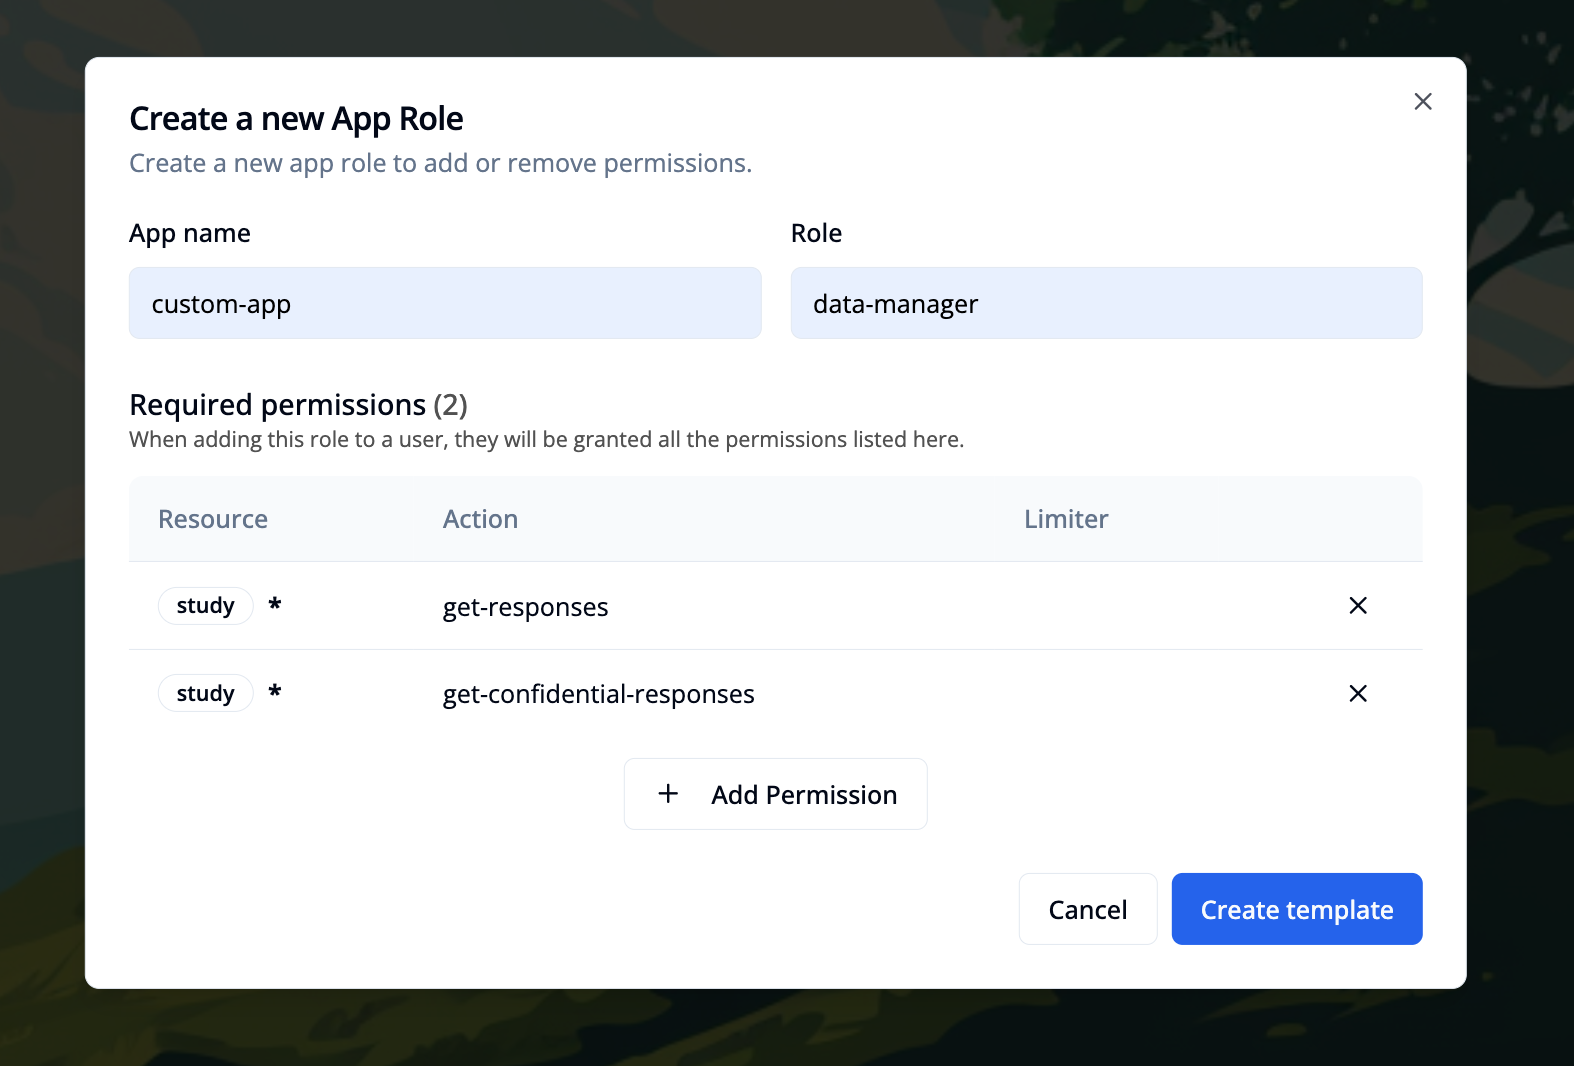 Create a new App Role
Create a new app role to add or remove permissions.
App name
Role
custom-app
data-manager
Required permissions (2)
When adding this role to a user, they will be granted all the permissions listed here.
Resource Action Limiter
study * get-responses
study * get-confidential-responses
+ Add Permission
Cancel Create template